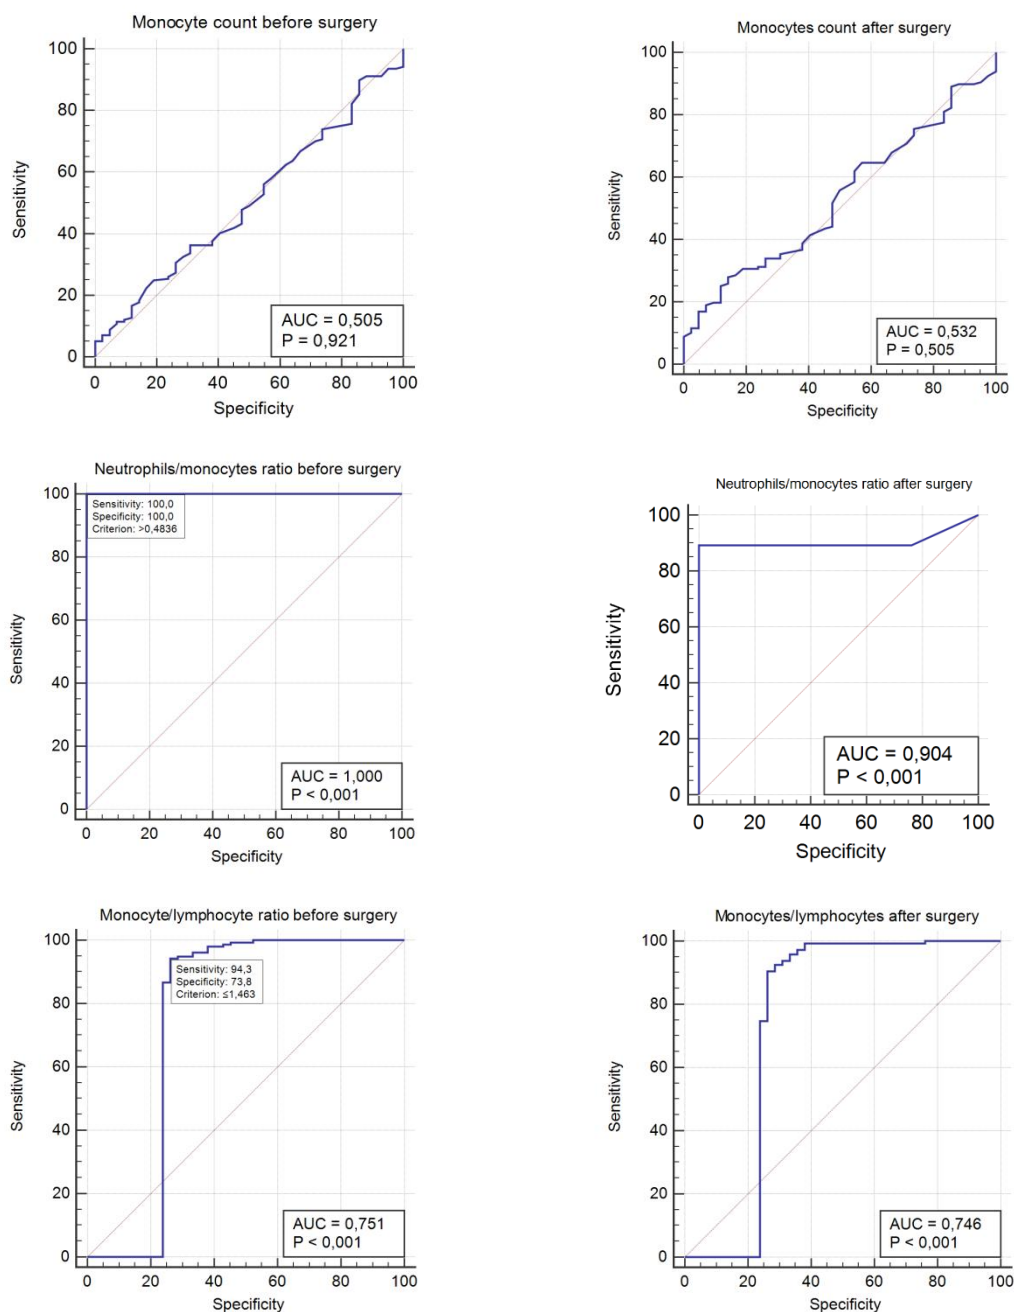 Monocyte count before surgery
100
80
60
40
20
0
Sensitivity
AUC = 0,505
P = 0,921
0 20 40 60 80 100
Specificity
Monocytes count after surgery
100
80
60
40
20
0
Sensitivity
AUC = 0,532
P = 0,505
0 20 40 60 80 100
Specificity
Neutrophils/monocytes ratio before surgery
100
80
60
40
20
0
Sensitivity
Sensitivity: 100,0
Specificity: 100,0
Criterion: >0,4836
AUC = 1,000
P < 0,001
0 20 40 60 80 100
Specificity
Neutrophils/monocytes ratio after surgery
100
80
60
40
20
0
Sensitivity
AUC = 0,904
P < 0,001
0 20 40 60 80 100
Specificity
Monocyte/lymphocyte ratio before surgery
100
80
60
40
20
0
Sensitivity
Sensitivity: 94,3
Specificity: 73,8
Criterion: ≤1,463
AUC = 0,751
P < 0,001
0 20 40 60 80 100
Specificity
Monocytes/lymphocytes after surgery
100
80
60
40
20
0
Sensitivity
AUC = 0,746
P < 0,001
0 20 40 60 80 100
Specificity